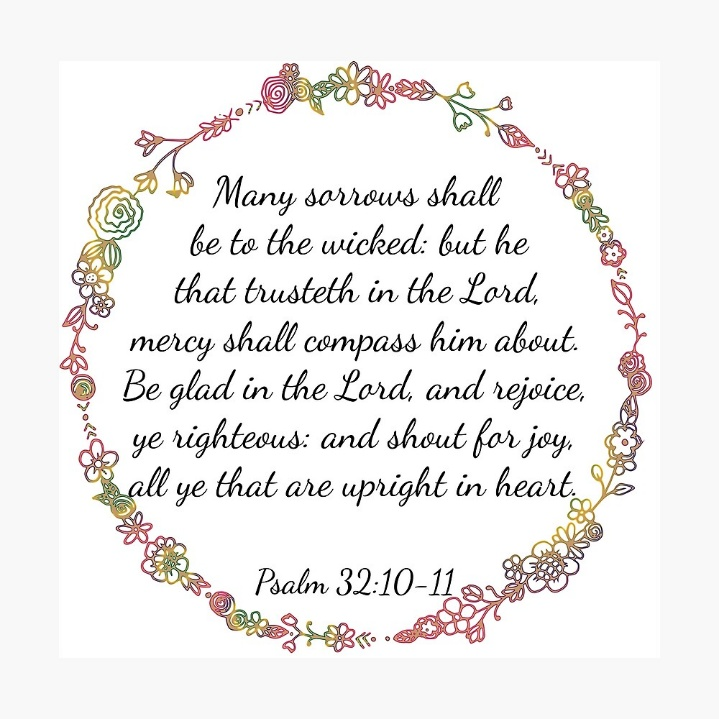 Many sorrows shall
be to the wicked: but he
that trusteth in the Lord,
mercy shall compass him about.
Be glad in the Lord, and rejoice,
ye righteous: and shout for joy,
all ye that are upright in heart.
Psalm 32:10-11